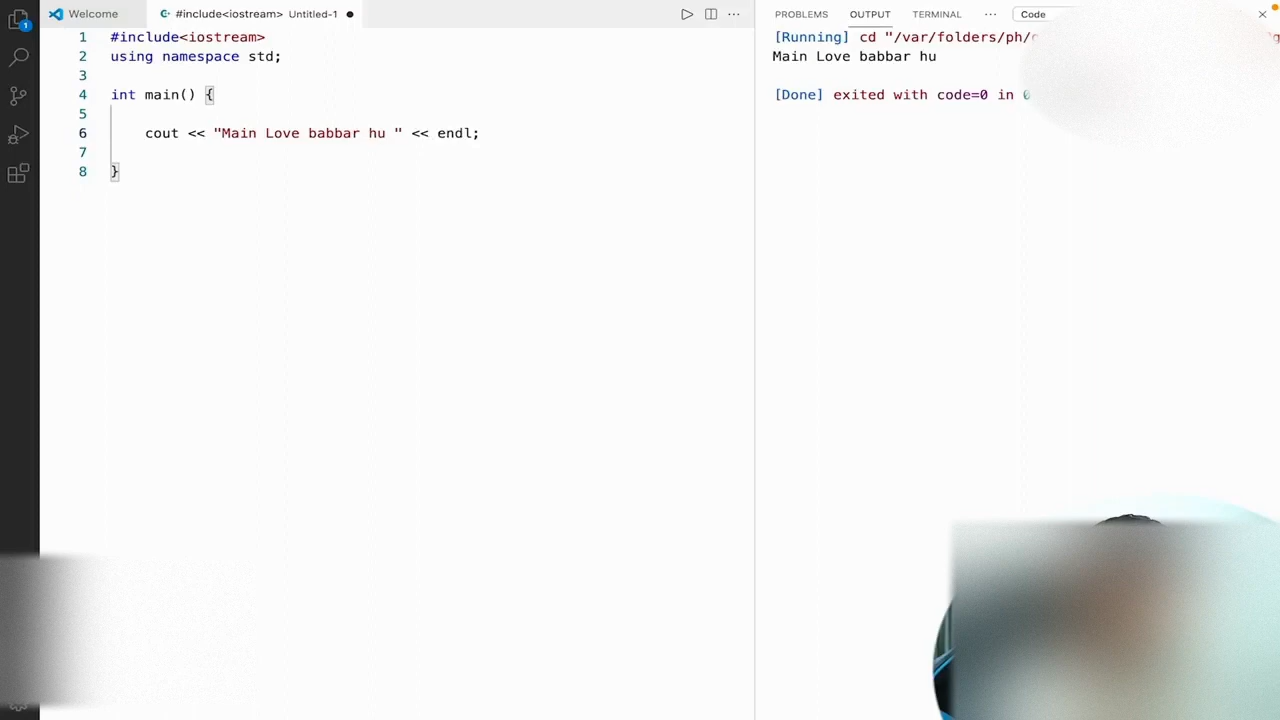 Welcome
#include<iostream> Untitled-1
1 #include<iostream>
2 using namespace std;
3
4 int main() {
5
6 cout << "Main Love babbar hu " << endl;
7
8 }
1
PROBLEMS OUTPUT TERMINAL ... Code
[Running] cd "/var/folders/ph/
Main Love babbar hu
[Done] exited with code=0 in